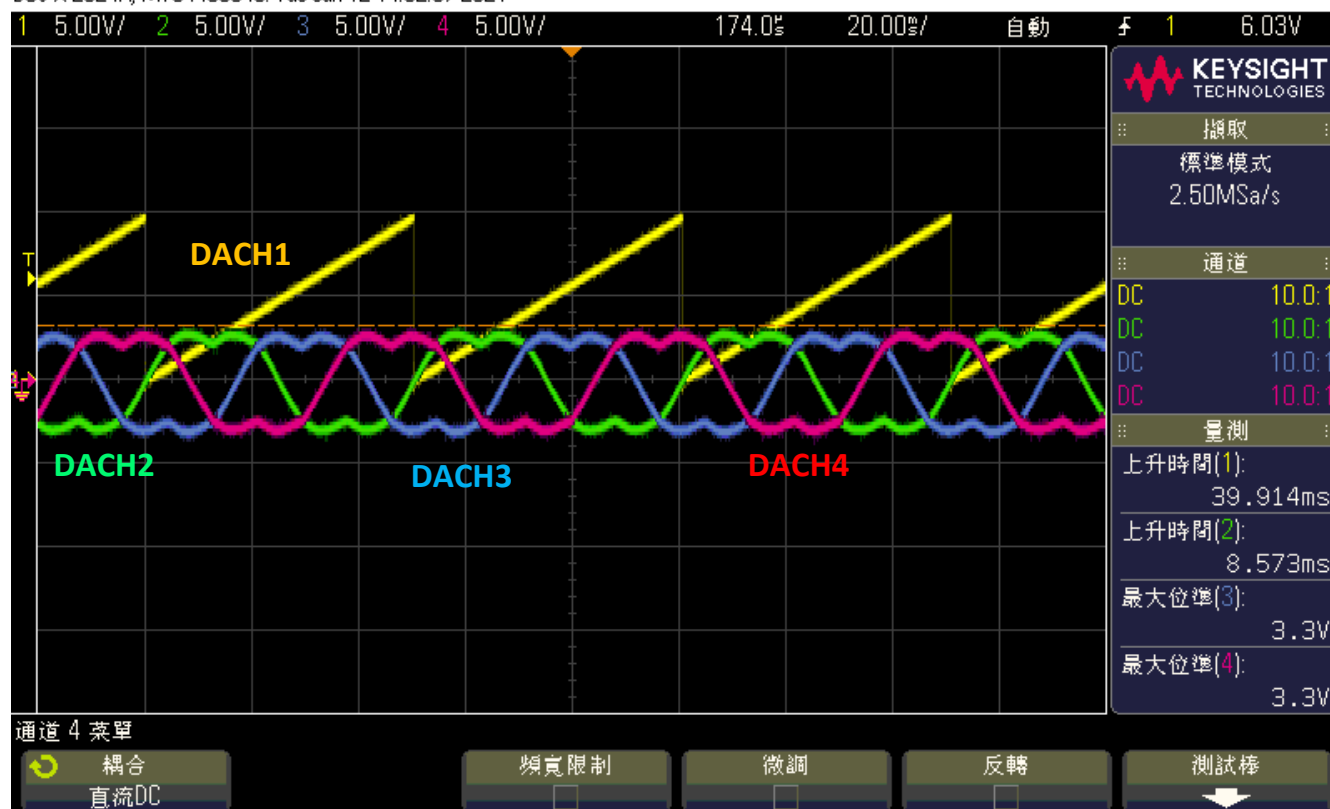 1 5.00V/ 2 5.00V/ 3 5.00V/ 4 5.00V/ 174.0s 20.00ms/ 自動 1 6.03V
KEYSIGHT
TECHNOLOGIES
擷取
標準模式
2.50MSa/s
T
DACH1
通道
DC 10.0:1
DC 10.0:1
DC 10.0:1
DC 10.0:1
量測
DACH2
DACH3
DACH4
上升時間(1):
39.914ms
上升時間(2):
8.573ms
最大位準(3):
3.3V
最大位準(4):
3.3V
通道 4 菜單
耦合
直流DC
頻寬限制
微調
反轉
測試棒